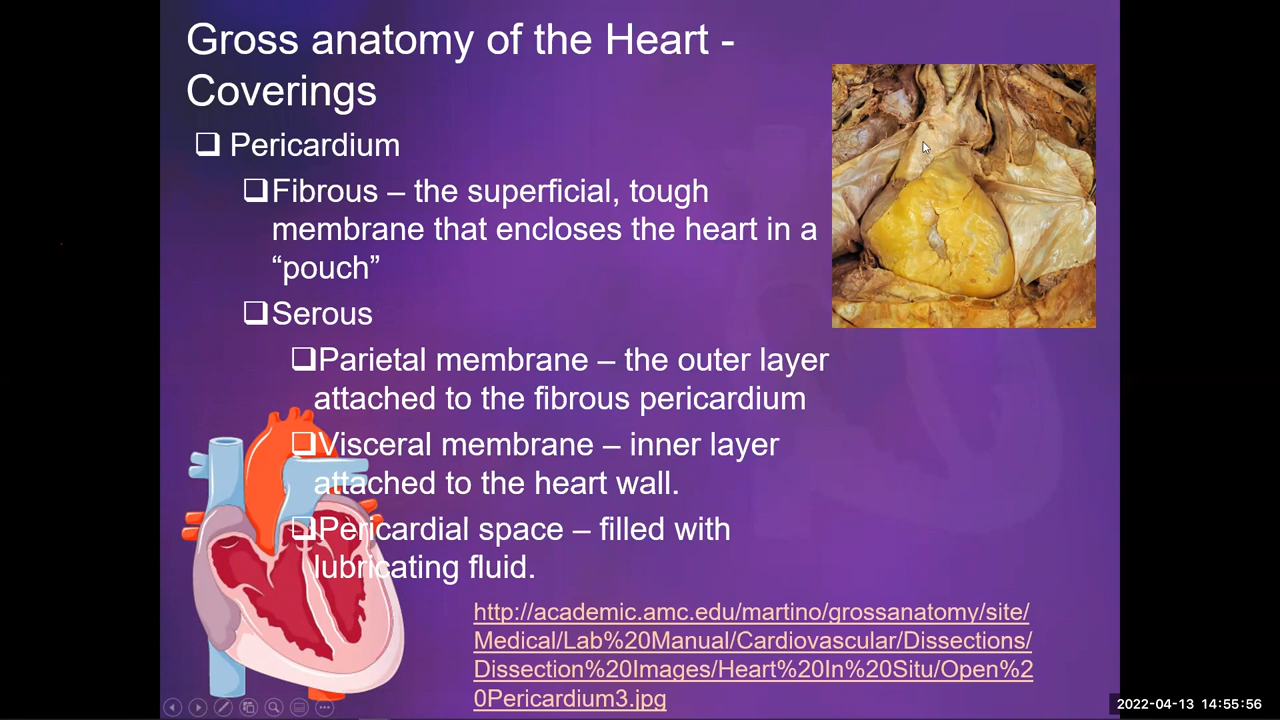 Gross anatomy of the Heart -
Coverings
❑ Pericardium
❑Fibrous – the superficial, tough
membrane that encloses the heart in a
“pouch”
❑Serous
❑Parietal membrane – the outer layer
attached to the fibrous pericardium
❑Visceral membrane – inner layer
attached to the heart wall.
❑Pericardial space – filled with
lubricating fluid.
http://academic.amc.edu/martino/grossanatomy/site/
Medical/Lab%20Manual/Cardiovascular/Dissections/
Dissection%20Images/Heart%20In%20Situ/Open%2
0Pericardium3.jpg
2022-04-13 14:55:56